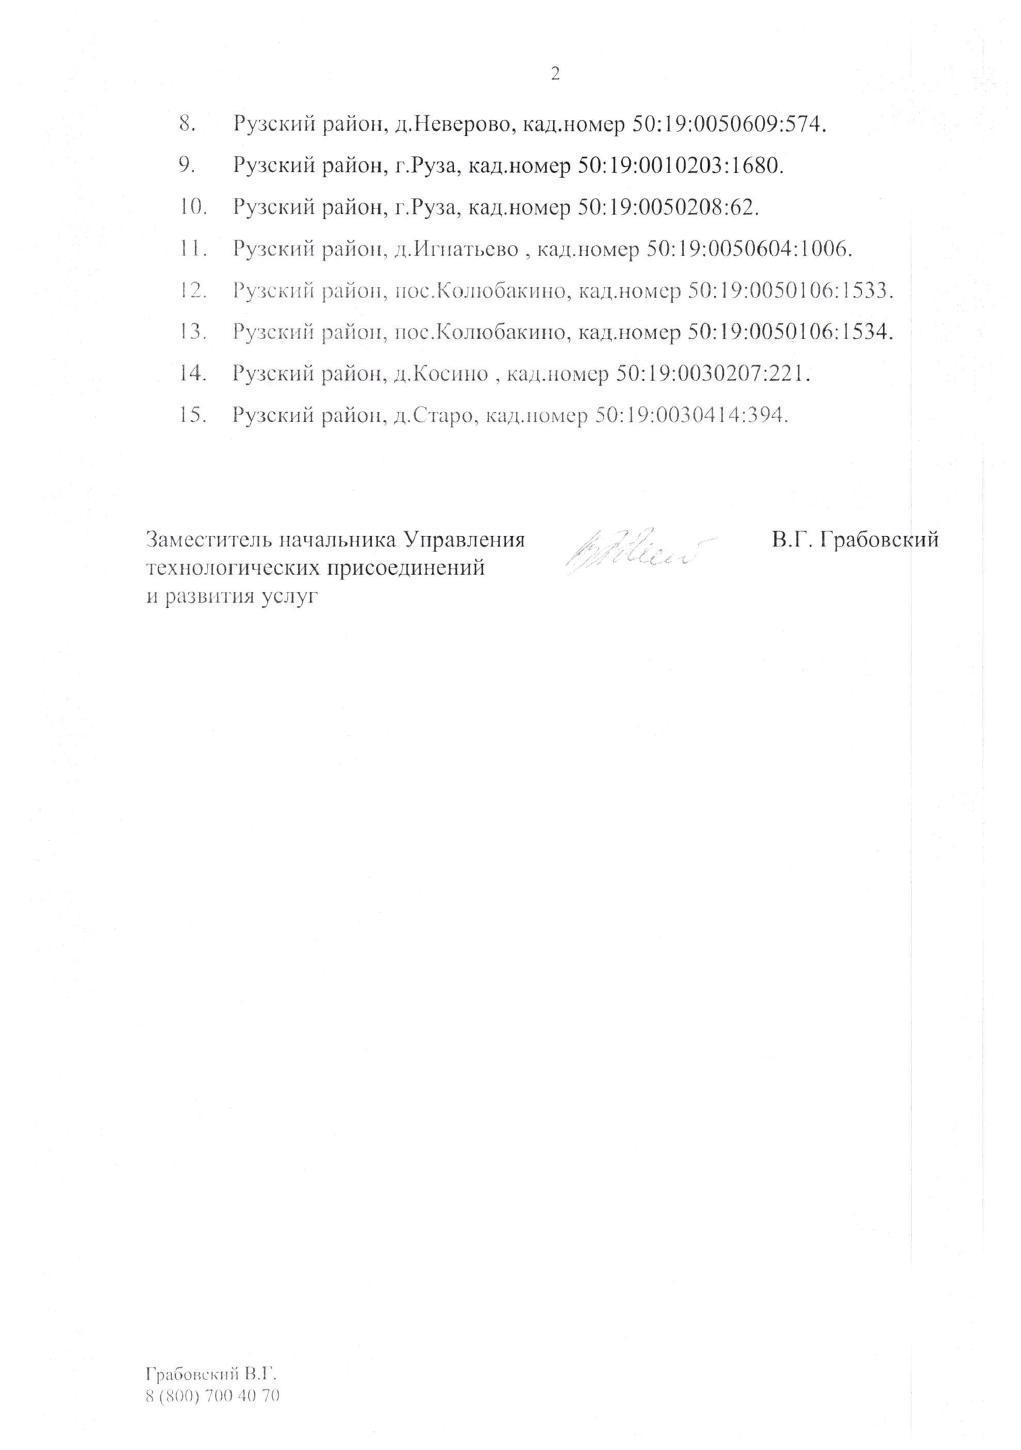 2
8. Рузский район, д.Неверово, кад.номер 50:19:0050609:574.
9. Рузский район, г.Руза, кад.номер 50:19:0010203:1680.
10. Рузский район, г.Руза, кад.номер 50:19:0050208:62.
11. Рузский район, д.Игнатьево , кад.номер 50:19:0050604:1006.
12. Рузский район, пос.Колюбакино, кад.номер 50:19:0050106:1533.
13. Рузский район, пос.Колюбакино, кад.номер 50:19:0050106:1534.
14. Рузский район, д.Косино , кад.номер 50:19:0030207:221.
15. Рузский район, д.Старо, кад.номер 50:19:0030414:394.
Заместитель начальника Управления В.Г. Грабовский
технологических присоединений
и развития услуг
Грабовский В.Г.
8 (800) 700 40 70